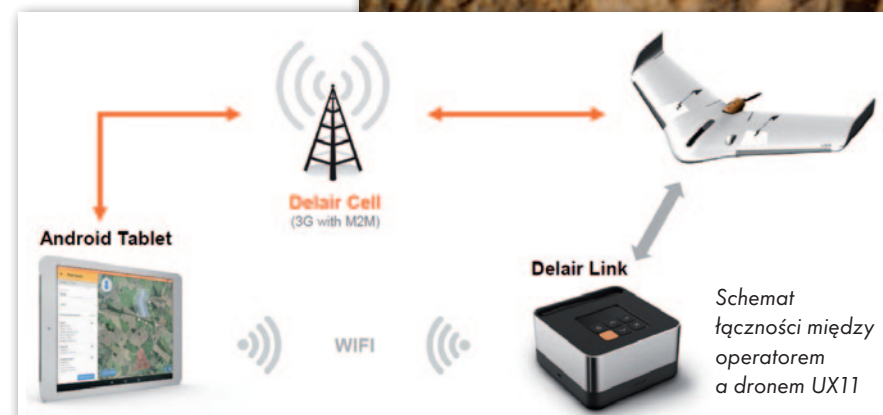 Delair Cell
(3G with M2M)
Android Tablet
Delair Link
WIFI
Schemat
łączności między
operatorem
a dronem UX11